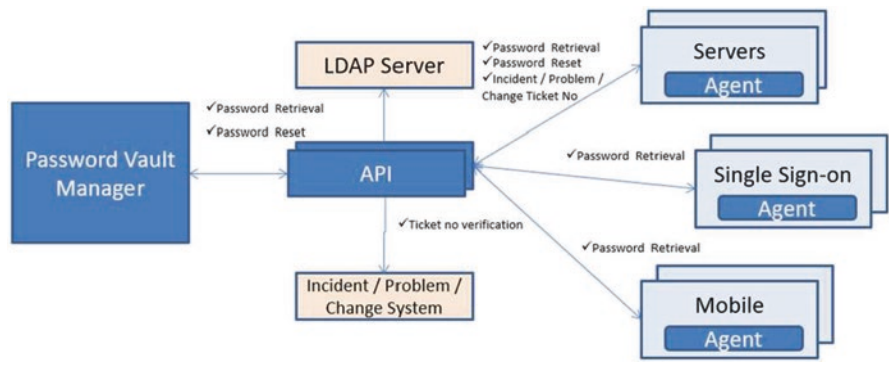 LDAP Server
✓Password Retrieval
✓Password Reset
✓Incident / Problem /
Change Ticket No
Servers
Agent
✓Password Retrieval
✓Password Reset
Password Vault
Manager
API
✓Password Retrieval
Single Sign-on
Agent
✓Ticket no verification
✓Password Retrieval
Incident / Problem /
Change System
Mobile
Agent